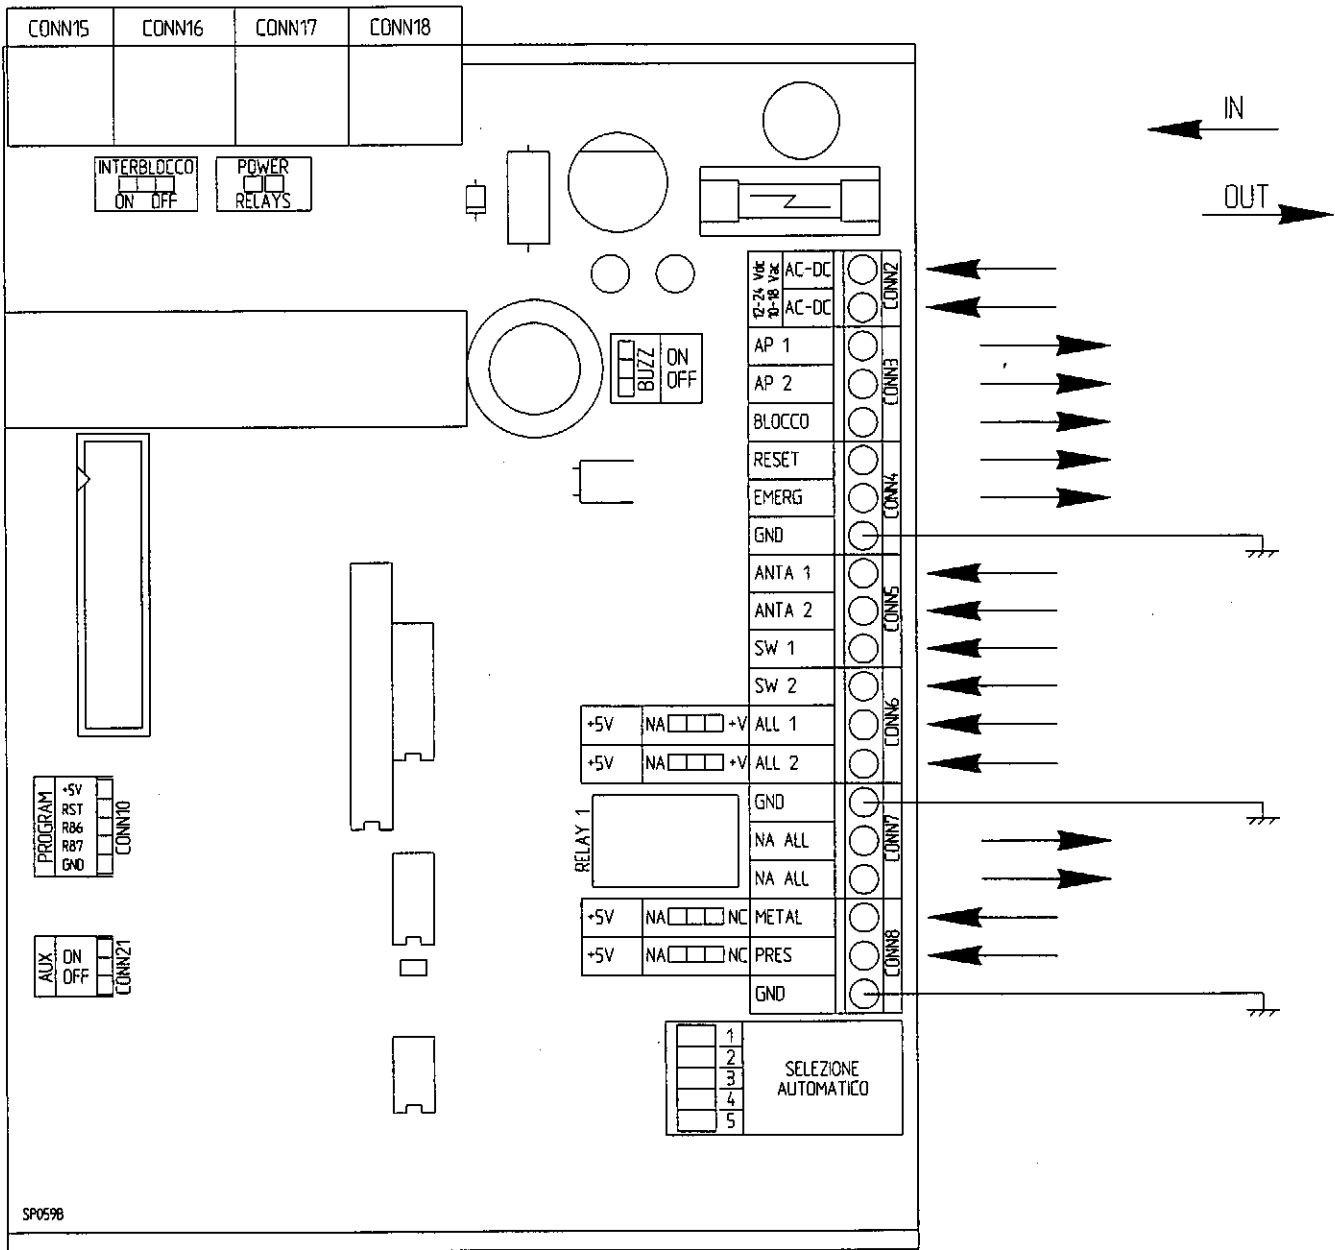 CONN15 CONN16 CONN17 CONN18
IN
OUT
INTERBLOCCO
ON OFF
POWER
RELAYS
12-24 Vdc
10-18 Vac
AC-DC
AC-DC
CONN2
BUZZ
ON
OFF
AP 1
AP 2
BLOCCO
CONN3
RESET
EMERG
GND
CONN4
ANTA 1
ANTA 2
SW 1
CONN5
SW 2
+5V NA +V ALL 1
+5V NA +V ALL 2
CONN6
RELAY 1
GND
NA ALL
NA ALL
CONN7
+5V NA NC METAL
+5V NA NC PRES
GND
CONN8
PROGRAM
+5V
RST
RB6
RB7
GND
CONN10
AUX
ON
OFF
CONN21
1
2
3
4
5
SELEZIONE
AUTOMATICO
SP059B